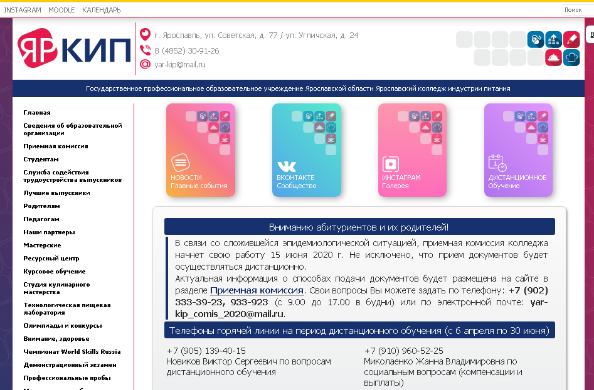 INSTAGRAM MOODLE КАЛЕНДАРЬ
Поиск
ЯР КИП
г. Ярославль, ул. Советская, д. 77 / ул. Угличская, д. 24
8 (4852) 30-91-26
yar-kip@mail.ru
Государственное профессиональное образовательное учреждение Ярославской области Ярославский колледж индустрии питания
Главная
Сведения об образовательной
организации
Приемная комиссия
Студентам
Служба содействия
трудоустройства выпускников
Лучшие выпускники
Родителям
Педагогам
Наши партнеры
Мастерские
Ресурсный центр
Курсовое обучение
Студия кулинарного
мастерства
Технологическая пищевая
лаборатория
Олимпиады и конкурсы
Внимание, здоровье
Чемпионат World Skills Russia
Демонстрационный экзамен
Профессиональные пробы
НОВОСТИ
Главные события
ВКОНТАКТЕ
Сообщество
ИНСТАГРАМ
Галерея
ДИСТАНЦИОННОЕ
Обучение
Вниманию абитуриентов и их родителей!
В связи со сложившейся эпидемиологической ситуацией, приемная комиссия колледжа
начнет свою работу 15 июня 2020 г. Не исключено, что прием документов будет
осуществляться дистанционно.
Актуальная информация о способах подачи документов будет размещена на сайте в
разделе Приемная комиссия. Свои вопросы Вы можете задать по телефону: +7 (902)
333-39-23, 933-923 (с 9.00 до 17.00 в будни) или по электронной почте: yar-
kip_comis_2020@mail.ru.
Телефоны горячей линии на период дистанционного обучения (с 6 апреля по 30 июня)
+7 (905) 139-40-15
Новиков Виктор Сергеевич по вопросам
дистанционного обучения
+7 (910) 960-52-25
Миколенко Жанна Владимировна по
социальным вопросам (компенсации и
выплаты)